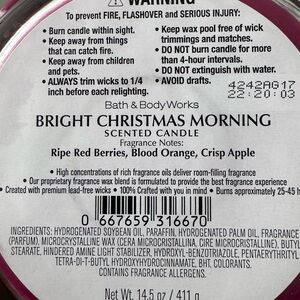 WARNING
To prevent FIRE, FLASHOVER and SERIOUS INJURY:
• Burn candle within sight.
• Keep away from things
that can catch fire.
• Keep away from children
and pets.
• ALWAYS trim wicks to 1/4
inch before each relighting.
• Keep wax pool free of wick
trimmings and matches.
• DO NOT burn candle for more
than 4-hour intervals.
• DO NOT extinguish with water.
• AVOID drafts.
4242AG17
22:20:03
Bath & Body Works
BRIGHT CHRISTMAS MORNING
SCENTED CANDLE
Fragrance Notes:
Ripe Red Berries, Blood Orange, Crisp Apple
• High concentrations of rich fragrance oils deliver room-filling fragrance
• Our proprietary fragrance wax blend is formulated to provide the best fragrance experience
• Created with premium lead-free wicks • 100% Crafted with you in mind • Burns approximately 25-45 h
0 667659 316670
INGREDIENTS: HYDROGENATED SOYBEAN OIL, PARAFFIN, HYDROGENATED PALM OIL, FRAGRANCE
(PARFUM), MICROCRYSTALLINE WAX (CERA MICROCRISTALLINA, CIRE MICROCRISTALLINE), BUTYL
STEARATE, HINDERED AMINE LIGHT STABILIZER, HYDROXYL-BENZOTRIAZOLE, PENTAERYTHRITYL
TETRA-DI-T-BUTYL HYDROXYHYDROCINNAMATE, BHT, COLORANTS.
CONTAINS FRAGRANCE ALLERGENS.
Net Wt. 14.5 oz / 411 g